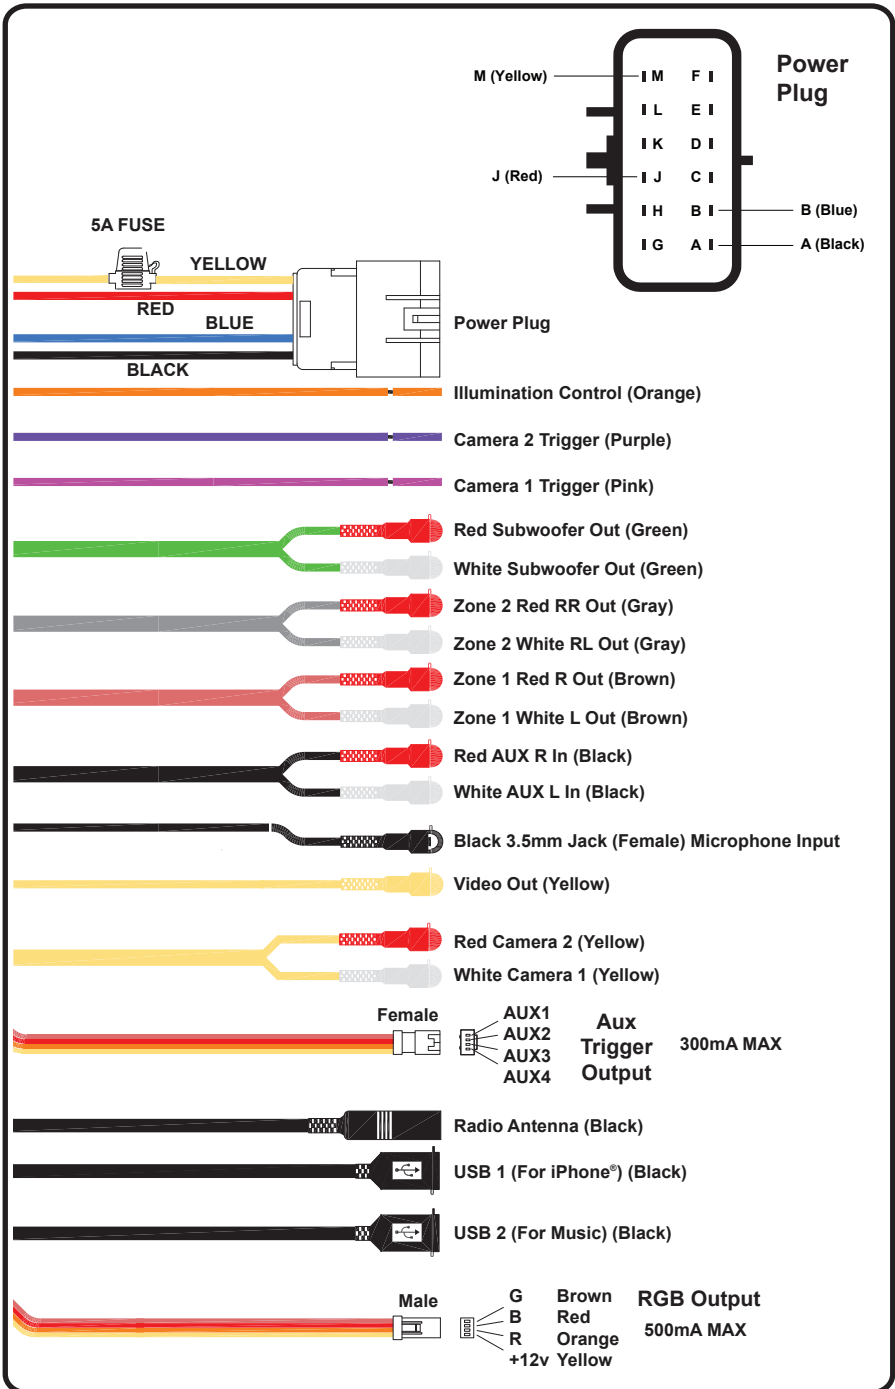 M (Yellow)
M F
Power
Plug
L E
K D
J (Red)
J C
H B
B (Blue)
G A
A (Black)
5A FUSE
YELLOW
RED
BLUE
Power Plug
BLACK
Illumination Control (Orange)
Camera 2 Trigger (Purple)
Camera 1 Trigger (Pink)
Red Subwoofer Out (Green)
White Subwoofer Out (Green)
Zone 2 Red RR Out (Gray)
Zone 2 White RL Out (Gray)
Zone 1 Red R Out (Brown)
Zone 1 White L Out (Brown)
Red AUX R In (Black)
White AUX L In (Black)
Black 3.5mm Jack (Female) Microphone Input
Video Out (Yellow)
Red Camera 2 (Yellow)
White Camera 1 (Yellow)
Female
AUX1
AUX2
AUX3
AUX4
Aux
Trigger
Output
300mA MAX
Radio Antenna (Black)
USB 1 (For iPhone®) (Black)
USB 2 (For Music) (Black)
Male
G Brown
B Red
R Orange
+12v Yellow
RGB Output
500mA MAX